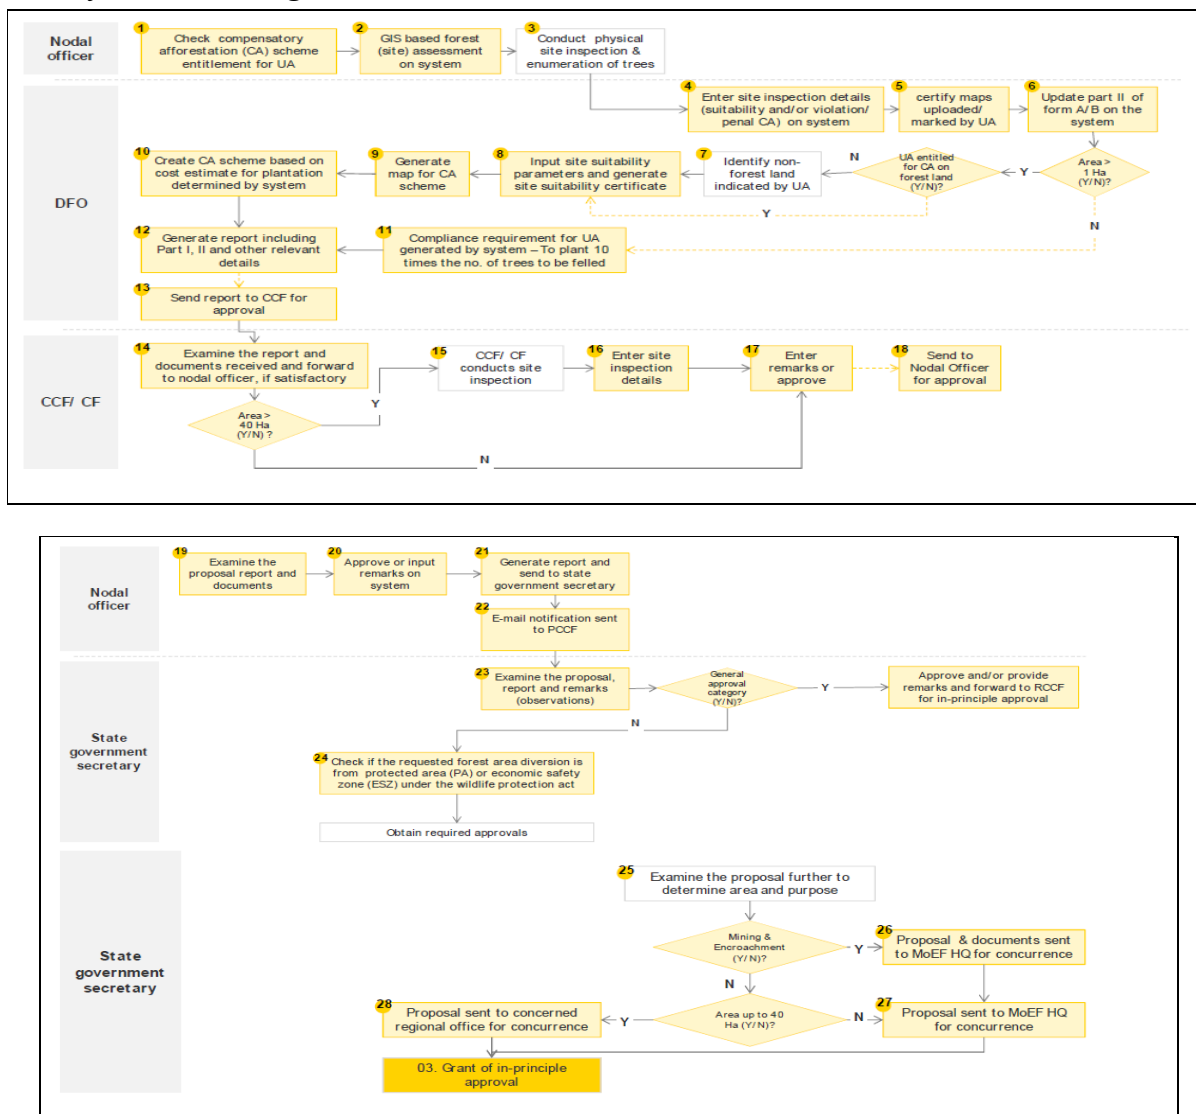 Nodal
officer
1
Check compensatory
afforestation (CA) scheme
entitlement for UA
2
GIS based forest
(site) assessment
on system
3
Conduct physical
site inspection &
enumeration of trees
DFO
4
Enter site inspection details
(suitability and/or violation/
penal CA) on system
5
certify maps
uploaded/
marked by UA
6
Update part II of
form A/B on the
system
Area >
1 Ha
(Y/N)?
Y
N
UA entitled
for CA on
forest land
(Y/N)?
N
Y
7
Identify non-
forest land
indicated by UA
8
Input site suitability
parameters and generate
site suitability certificate
9
Generate
map for CA
scheme
10
Create CA scheme based on
cost estimate for plantation
determined by system
11
Compliance requirement for UA
generated by system – To plant 10
times the no. of trees to be felled
12
Generate report including
Part I, II and other relevant
details
13
Send report to CCF for
approval
CCF/ CF
14
Examine the report and
documents received and forward
to nodal officer, if satisfactory
Area >
40 Ha
(Y/N) ?
Y
N
15
CCF/ CF
conducts site
inspection
16
Enter site
inspection
details
17
Enter
remarks or
approve
18
Send to
Nodal Officer
for approval
Nodal
officer
19
Examine the
proposal report and
documents
20
Approve or input
remarks on
system
21
Generate report and
send to state
government secretary
22
E-mail notification sent
to PCCF
State
government
secretary
23
Examine the proposal,
report and remarks
(observations)
General
approval
category
(Y/N)?
Y
Approve and/or provide
remarks and forward to RCCF
for in-principle approval
N
24
Check if the requested forest area diversion is
from protected area (PA) or economic safety
zone (ESZ) under the wildlife protection act
Obtain required approvals
State
government
secretary
25
Examine the proposal further to
determine area and purpose
Mining &
Encroachment
(Y/N)?
Y
26
Proposal & documents sent
to MoEF HQ for concurrence
N
Area up to 40
Ha (Y/N)?
N
27
Proposal sent to MoEF HQ
for concurrence
Y
28
Proposal sent to concerned
regional office for concurrence
03. Grant of in-principle
approval